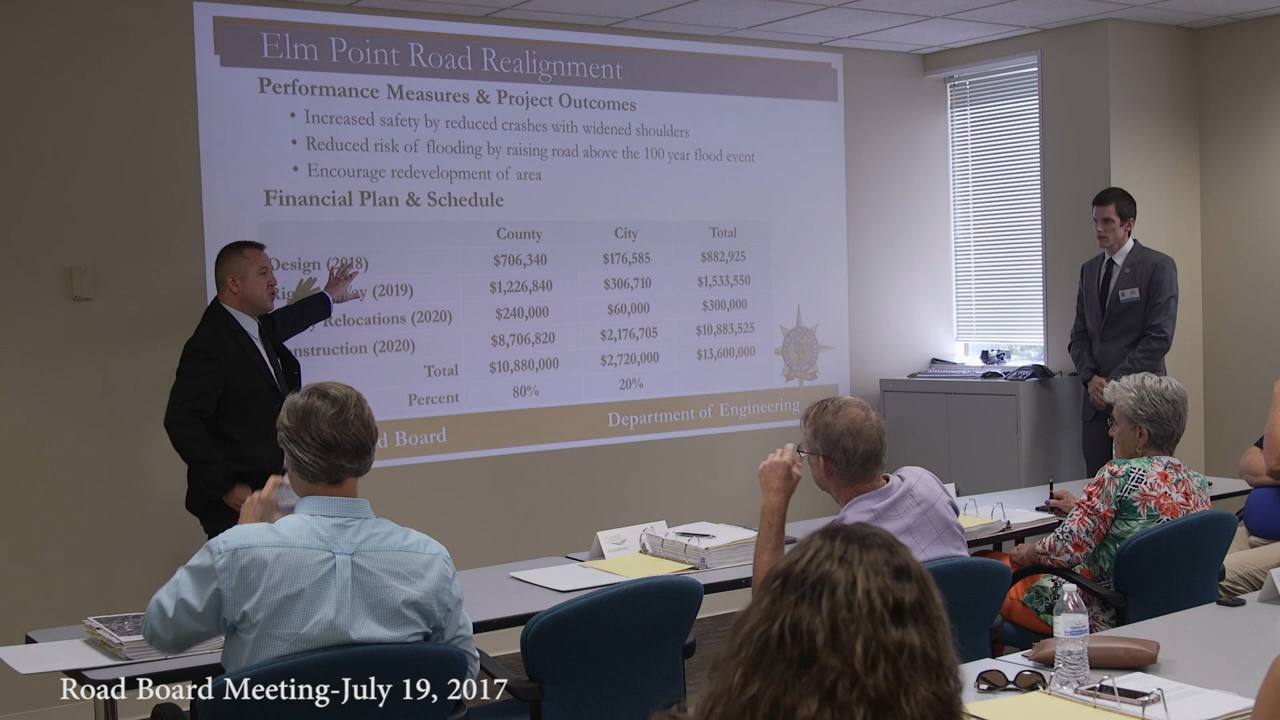 Elm Point Road Realignment
Performance Measures & Project Outcomes
• Increased safety by reduced crashes with widened shoulders
• Reduced risk of flooding by raising road above the 100 year flood event
• Encourage redevelopment of area
Financial Plan & Schedule
County City Total
Design (2018) $706,340 $176,585 $882,925
(2019) $1,226,840 $306,710 $1,533,550
Relocations (2020) $240,000 $60,000 $300,000
(2020) $8,706,820 $2,176,705 $10,883,525
Total $10,880,000 $2,720,000 $13,600,000
Percent 80% 20%
Board Department of Engineering
Road Board Meeting-July 19, 2017